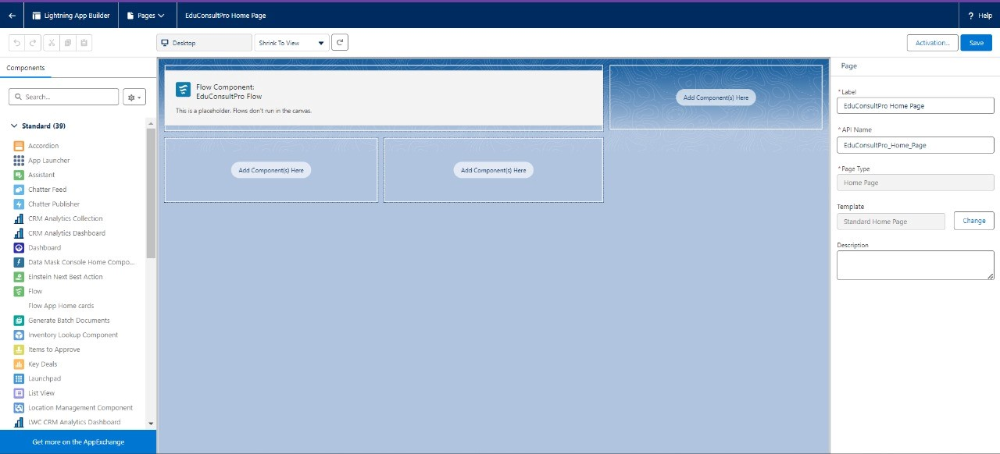 Lightning App Builder
Pages
EduConsultPro Home Page
? Help
Desktop
Shrink To View
Activation...
Save
Components
Search...
Standard (39)
Accordion
App Launcher
Assistant
Chatter Feed
Chatter Publisher
CRM Analytics Collection
CRM Analytics Dashboard
Dashboard
Data Mask Console Home Compo...
Einstein Next Best Action
Flow
Flow App Home cards
Generate Batch Documents
Inventory Lookup Component
Items to Approve
Key Deals
Launchpad
List View
Location Management Component
LWC CRM Analytics Dashboard
Get more on the AppExchange
Flow Component:
EduConsultPro Flow
This is a placeholder. Flows don't run in the canvas.
Add Component(s) Here
Add Component(s) Here
Add Component(s) Here
Page
*Label
EduConsultPro Home Page
*API Name
EduConsultPro_Home_Page
*Page Type
Home Page
Template
Standard Home Page
Change
Description